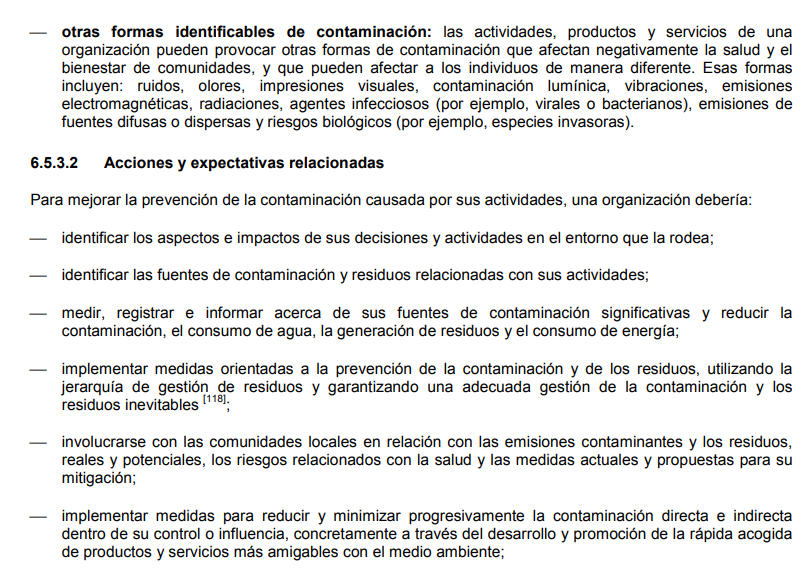 — otras formas identificables de contaminación: las actividades, productos y servicios de una
organización pueden provocar otras formas de contaminación que afectan negativamente la salud y el
bienestar de comunidades, y que pueden afectar a los individuos de manera diferente. Esas formas
incluyen: ruidos, olores, impresiones visuales, contaminación lumínica, vibraciones, emisiones
electromagnéticas, radiaciones, agentes infecciosos (por ejemplo, virales o bacterianos), emisiones de
fuentes difusas o dispersas y riesgos biológicos (por ejemplo, especies invasoras).
6.5.3.2 Acciones y expectativas relacionadas
Para mejorar la prevención de la contaminación causada por sus actividades, una organización debería:
— identificar los aspectos e impactos de sus decisiones y actividades en el entorno que la rodea;
— identificar las fuentes de contaminación y residuos relacionadas con sus actividades;
— medir, registrar e informar acerca de sus fuentes de contaminación significativas y reducir la
contaminación, el consumo de agua, la generación de residuos y el consumo de energía;
— implementar medidas orientadas a la prevención de la contaminación y de los residuos, utilizando la
jerarquía de gestión de residuos y garantizando una adecuada gestión de la contaminación y los
residuos inevitables [118];
— involucrarse con las comunidades locales en relación con las emisiones contaminantes y los residuos,
reales y potenciales, los riesgos relacionados con la salud y las medidas actuales y propuestas para su
mitigación;
— implementar medidas para reducir y minimizar progresivamente la contaminación directa e indirecta
dentro de su control o influencia, concretamente a través del desarrollo y promoción de la rápida acogida
de productos y servicios más amigables con el medio ambiente;